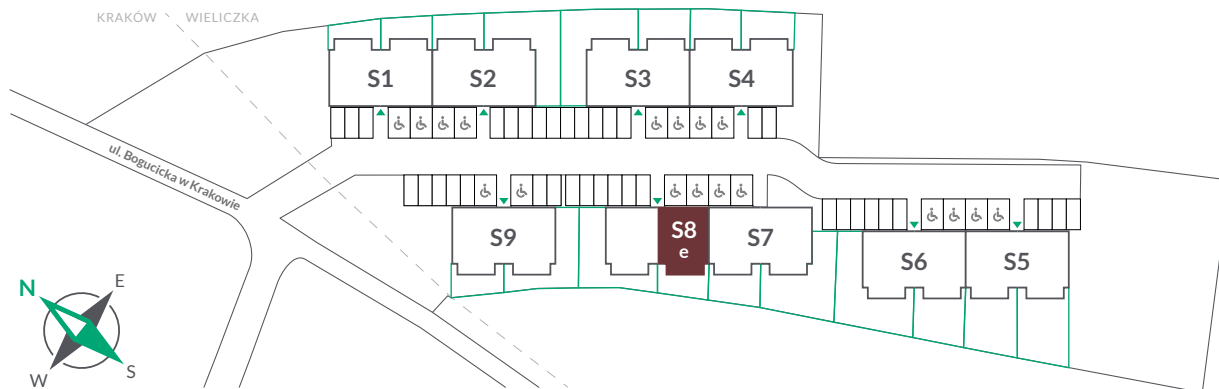 KRAKÓW WIELICZKA
S1 S2 S3 S4
ul. Bogucicka w Krakowie
S9 S8 S7
e
S6 S5
N E
W S